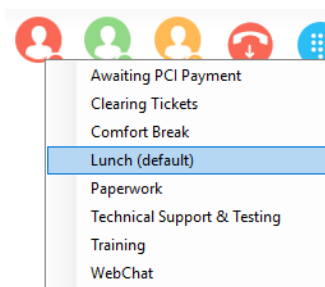 Awaiting PCI Payment
Clearing Tickets
Comfort Break
Lunch (default)
Paperwork
Technical Support & Testing
Training
WebChat